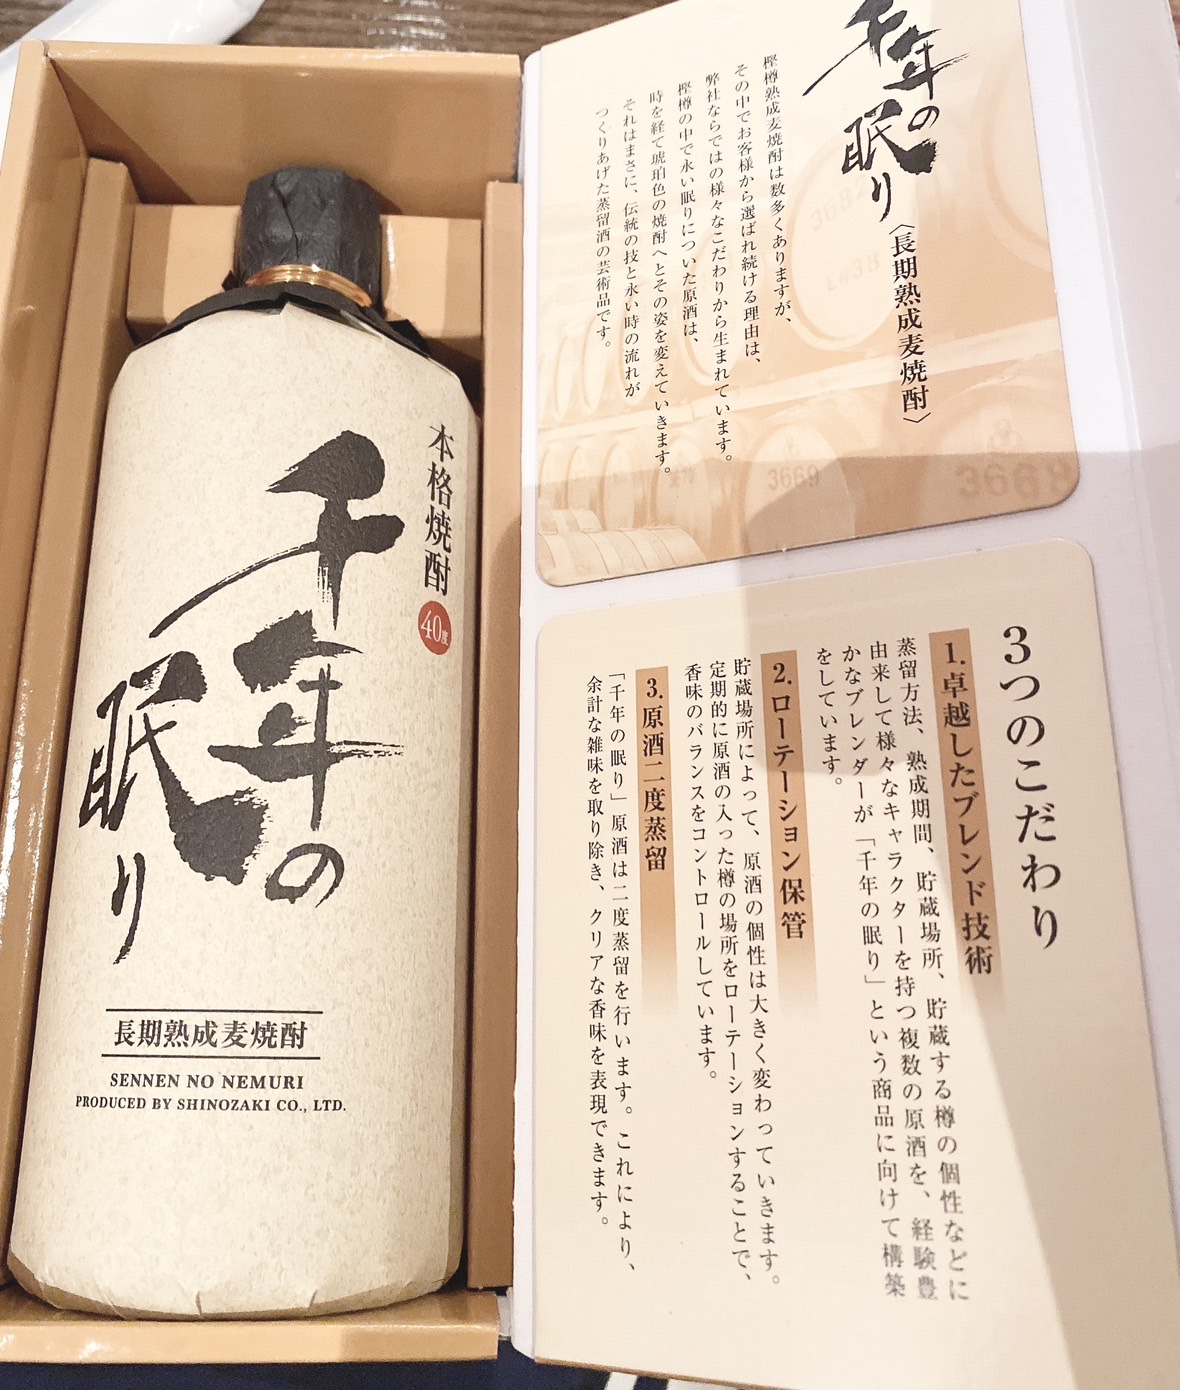 本格焼酎
40度
千年の
眠り
長期熟成麦焼酎
SENNEN NO NEMURI
PRODUCED BY SHINOZAKI CO., LTD.
千年の
眠り
〈長期熟成麦焼酎〉
樫樽熟成麦焼酎は数多くありますが、
その中でお客様から選ばれ続ける理由は、
弊社ならではの様々なこだわりから生まれています。
樫樽の中で永い眠りについた原酒は、
時を経て琥珀色の焼酎へとその姿を変えていきます。
それはまさに、伝統の技と永い時の流れが
つくりあげた蒸留酒の芸術品です。
3682
1438
3669
3668
3つのこだわり
1.卓越したブレンド技術
蒸留方法、熟成期間、貯蔵場所、貯蔵する樽の個性などに
由来して様々なキャラクターを持つ複数の原酒を、経験豊
かなブレンダーが「千年の眠り」という商品に向けて構築
をしています。
2.ローテーション保管
貯蔵場所によって、原酒の個性は大きく変わっていきます。
定期的に原酒の入った樽の場所をローテーションすることで、
香味のバランスをコントロールしています。
3.原酒二度蒸留
「千年の眠り」原酒は二度蒸留を行います。これにより、
余計な雑味を取り除き、クリアな香味を表現できます。